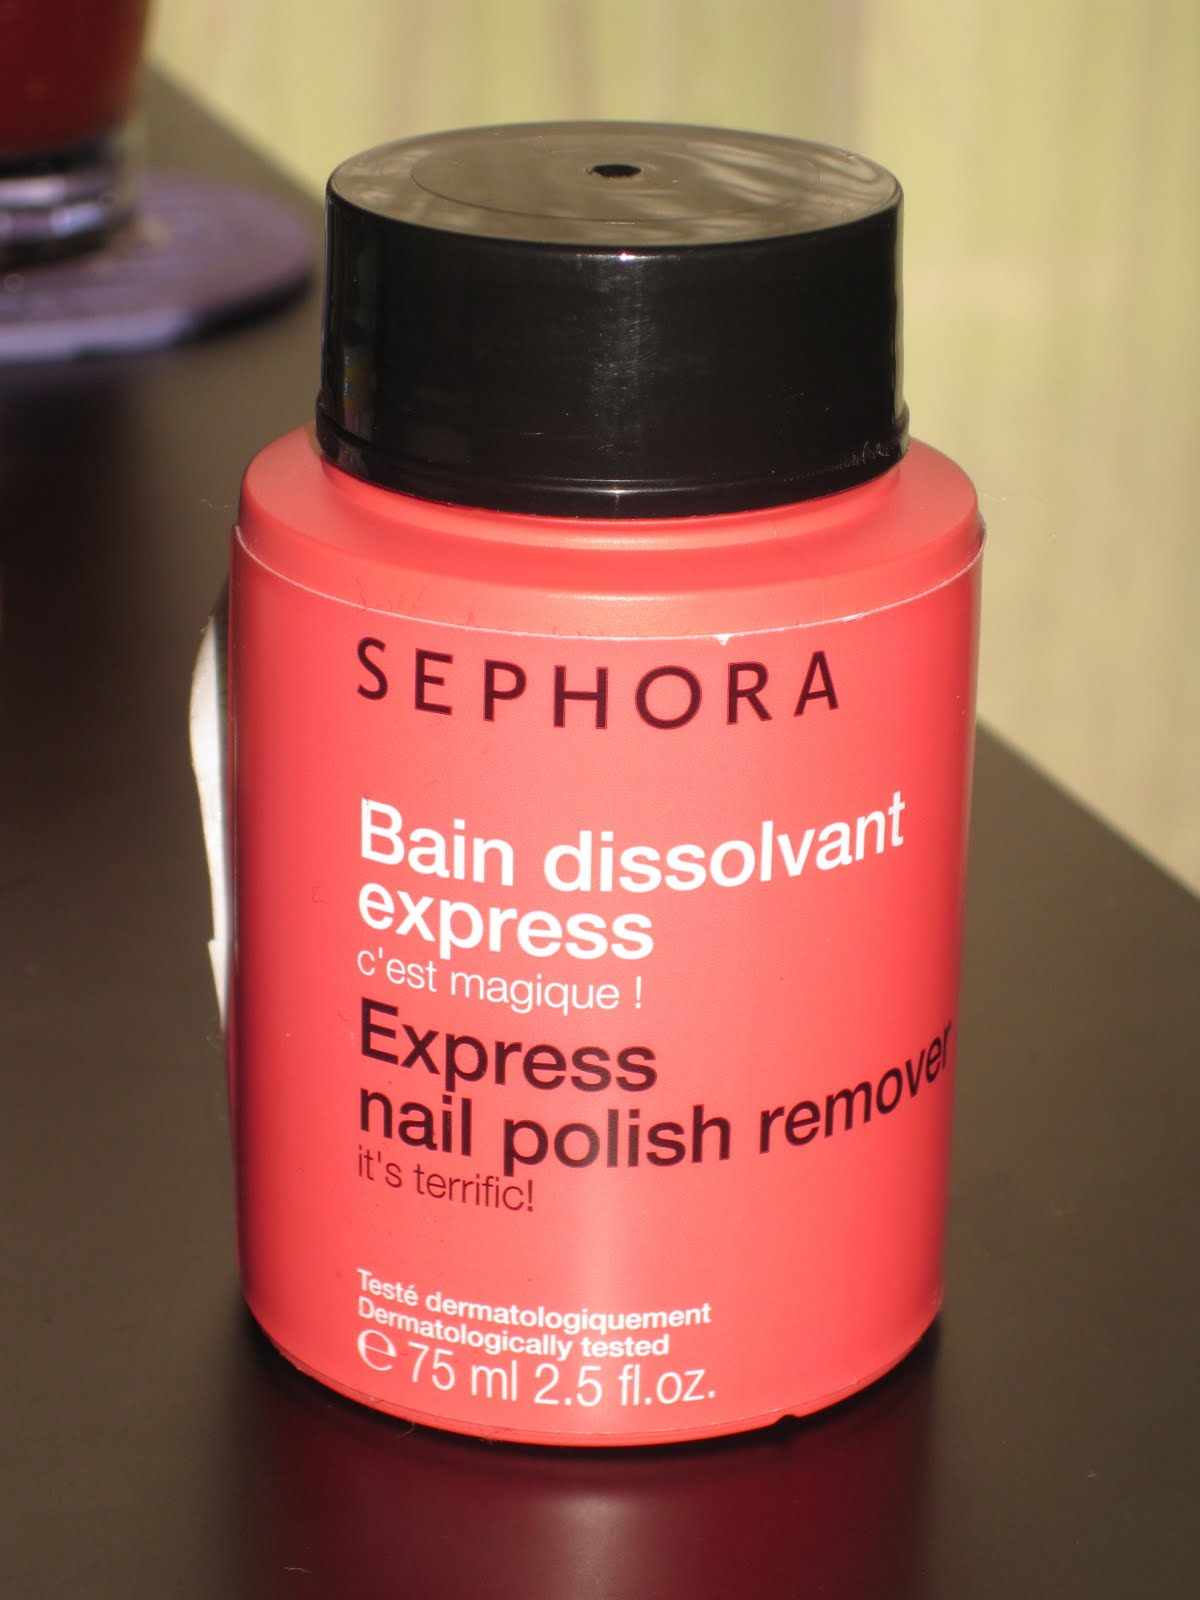 SEPHORA
Bain dissolvant
express
c'est magique !
Express
nail polish remover
it's terrific!
Testé dermatologiquement
Dermatologically tested
℮ 75 ml 2.5 fl.oz.